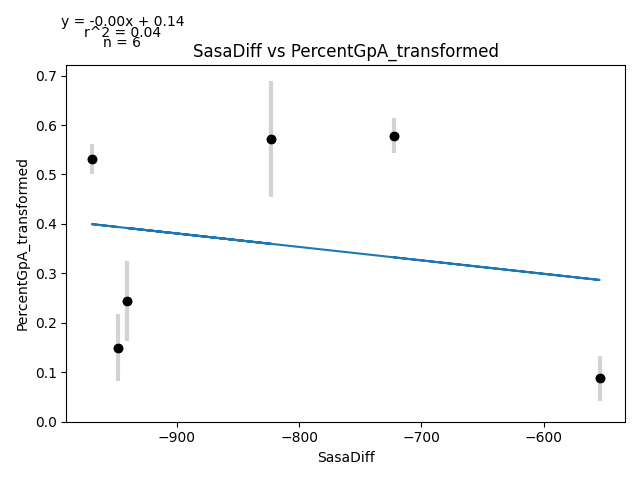 y = -0.00x + 0.14
r^2 = 0.04
n = 6
SasaDiff vs PercentGpA_transformed
0.7
0.6
0.5
0.4
0.3
0.2
0.1
0.0
PercentGpA_transformed
−900
−800
−700
−600
SasaDiff